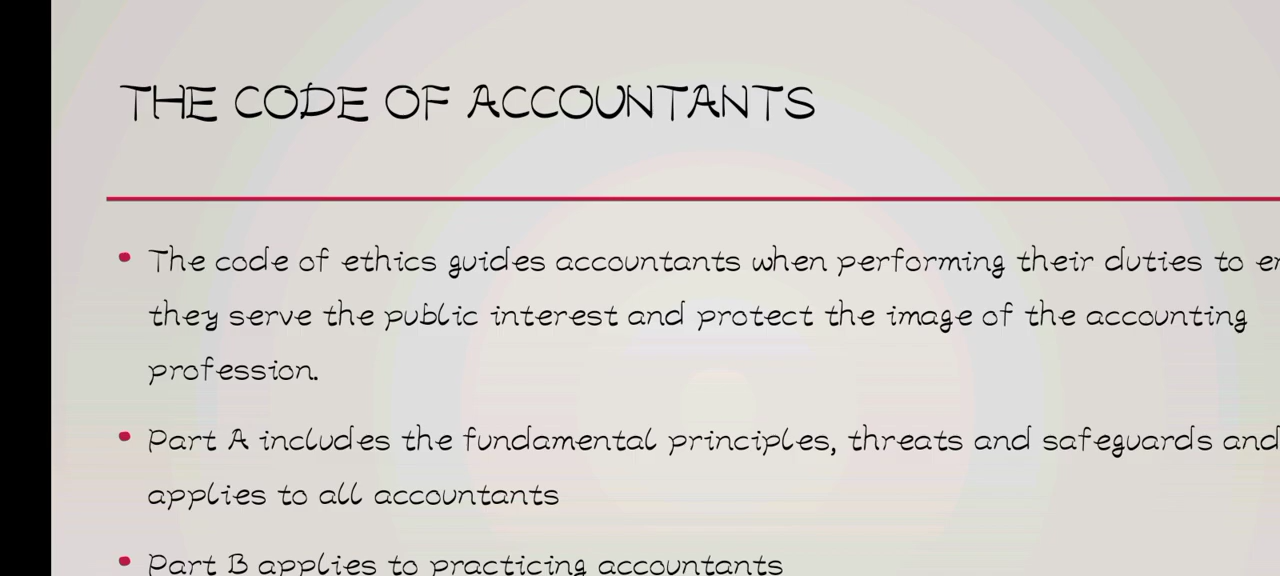 THE CODE OF ACCOUNTANTS
• The code of ethics guides accountants when performing their duties to
they serve the public interest and protect the image of the accounting
profession.
• Part A includes the fundamental principles, threats and safeguards and
applies to all accountants
• Part B applies to practicing accountants